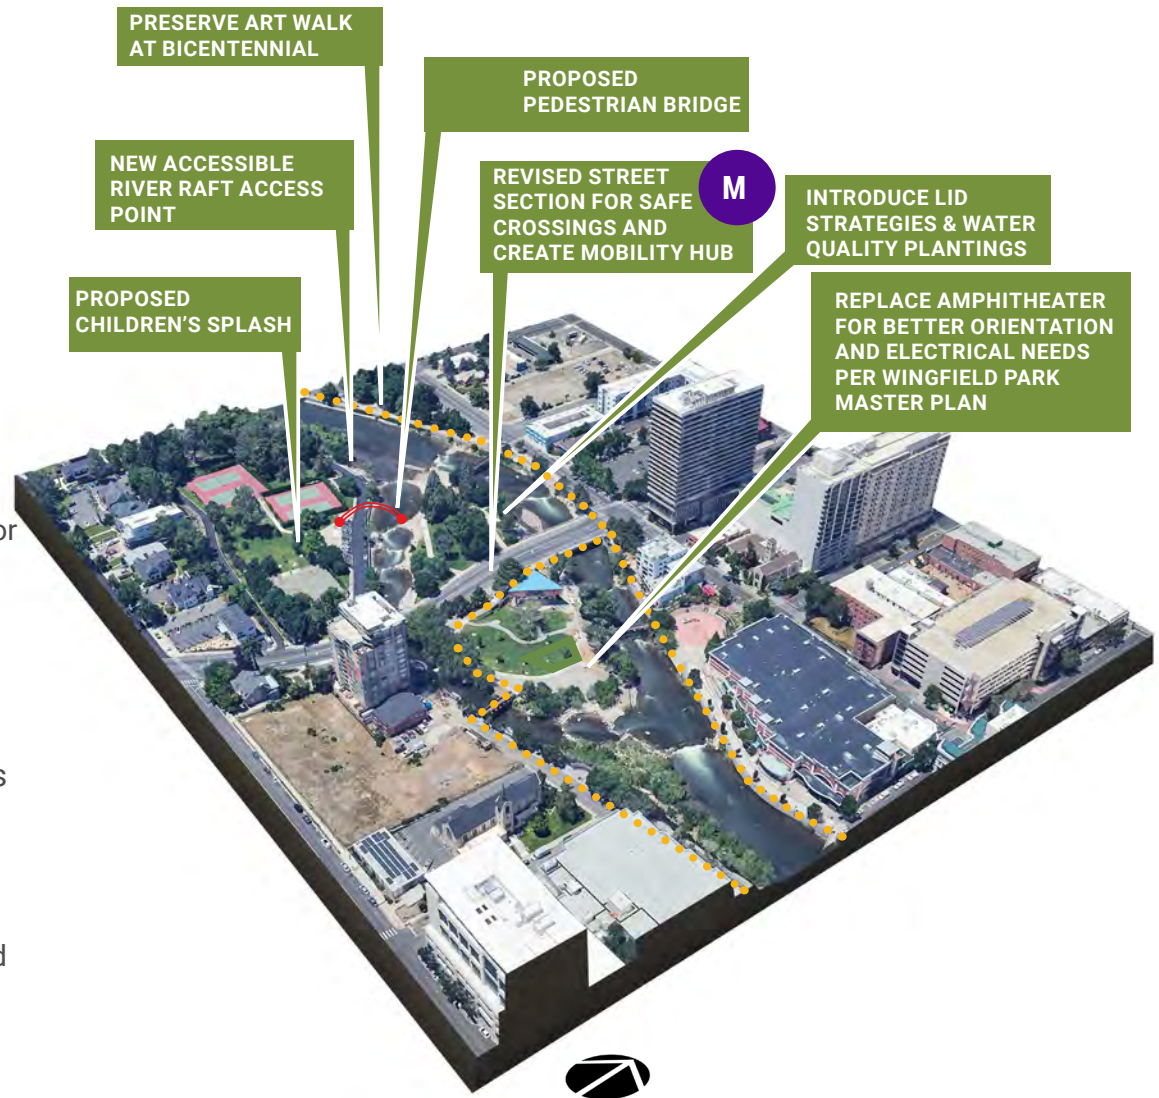 PRESERVE ART WALK
AT BICENTENNIAL
PROPOSED
PEDESTRIAN BRIDGE
NEW ACCESSIBLE
RIVER RAFT ACCESS
POINT
REVISED STREET
SECTION FOR SAFE
CROSSINGS AND
CREATE MOBILITY HUB
M
INTRODUCE LID
STRATEGIES & WATER
QUALITY PLANTINGS
PROPOSED
CHILDREN'S SPLASH
REPLACE AMPHITHEATER
FOR BETTER ORIENTATION
AND ELECTRICAL NEEDS
PER WINGFIELD PARK
MASTER PLAN
or
s
d